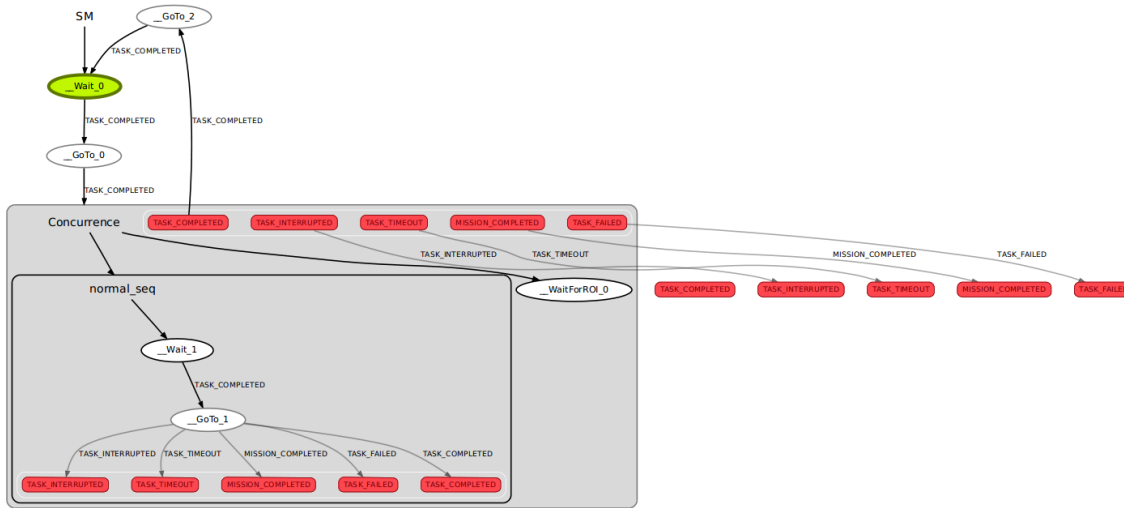 SM
__GoTo_2
TASK_COMPLETED
__Wait_0
TASK_COMPLETED
TASK_COMPLETED
__GoTo_0
TASK_COMPLETED
Concurrence
TASK_COMPLETED
TASK_INTERRUPTED
TASK_TIMEOUT
MISSION_COMPLETED
TASK_FAILED
TASK_INTERRUPTED
TASK_TIMEOUT
MISSION_COMPLETED
TASK_FAILED
normal_seq
__WaitForROI_0
TASK_COMPLETED
TASK_INTERRUPTED
TASK_TIMEOUT
MISSION_COMPLETED
TASK_FAILED
__Wait_1
TASK_COMPLETED
__GoTo_1
TASK_INTERRUPTED
TASK_TIMEOUT
MISSION_COMPLETED
TASK_FAILED
TASK_COMPLETED
TASK_INTERRUPTED
TASK_TIMEOUT
MISSION_COMPLETED
TASK_FAILED
TASK_COMPLETED